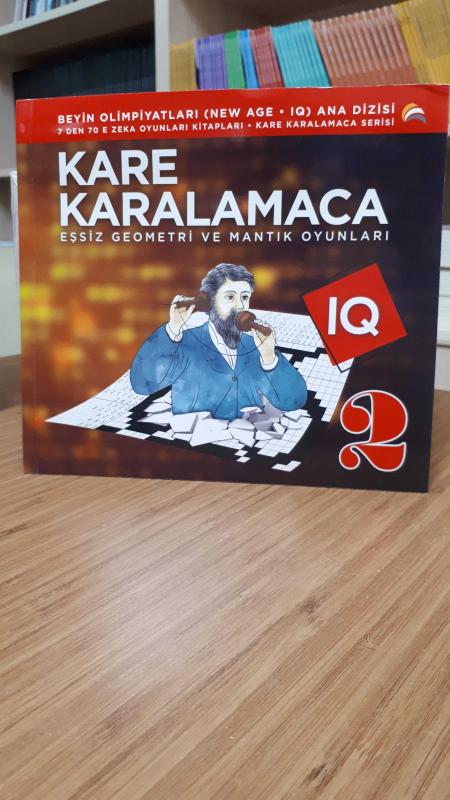 BEYİN OLİMPİYATLARI (NEW AGE • IQ) ANA DİZİSİ
7 DEN 70 E ZEKA OYUNLARI KİTAPLARI • KARE KARALAMACA SERİSİ
KARE
KARALAMACA
EŞSİZ GEOMETRİ VE MANTIK OYUNLARI
IQ
2